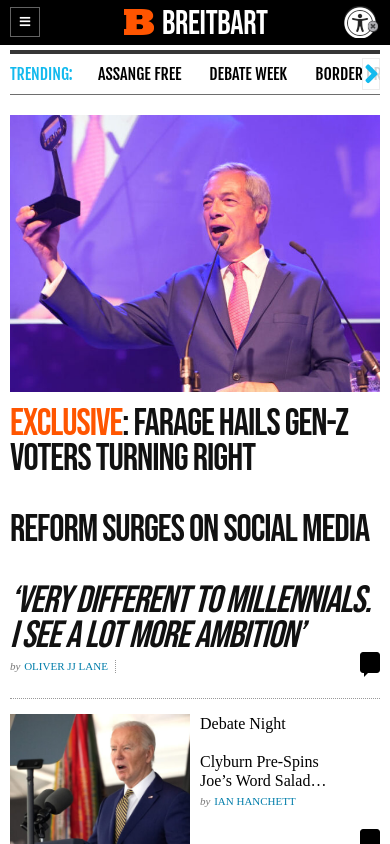 BREITBART
TRENDING: ASSANGE FREE DEBATE WEEK BORDER
EXCLUSIVE: FARAGE HAILS GEN-Z
VOTERS TURNING RIGHT
REFORM SURGES ON SOCIAL MEDIA
‘VERY DIFFERENT TO MILLENNIALS.
I SEE A LOT MORE AMBITION’
by OLIVER JJ LANE
Debate Night
Clyburn Pre-Spins
Joe’s Word Salad…
by IAN HANCHETT